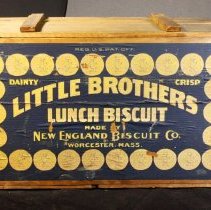 REG. U.S. PAT. OFF.
DAINTY CRISP
LITTLE BROTHERS
LUNCH BISCUIT
MADE BY
NEW ENGLAND BISCUIT CO.
WORCESTER, MASS.